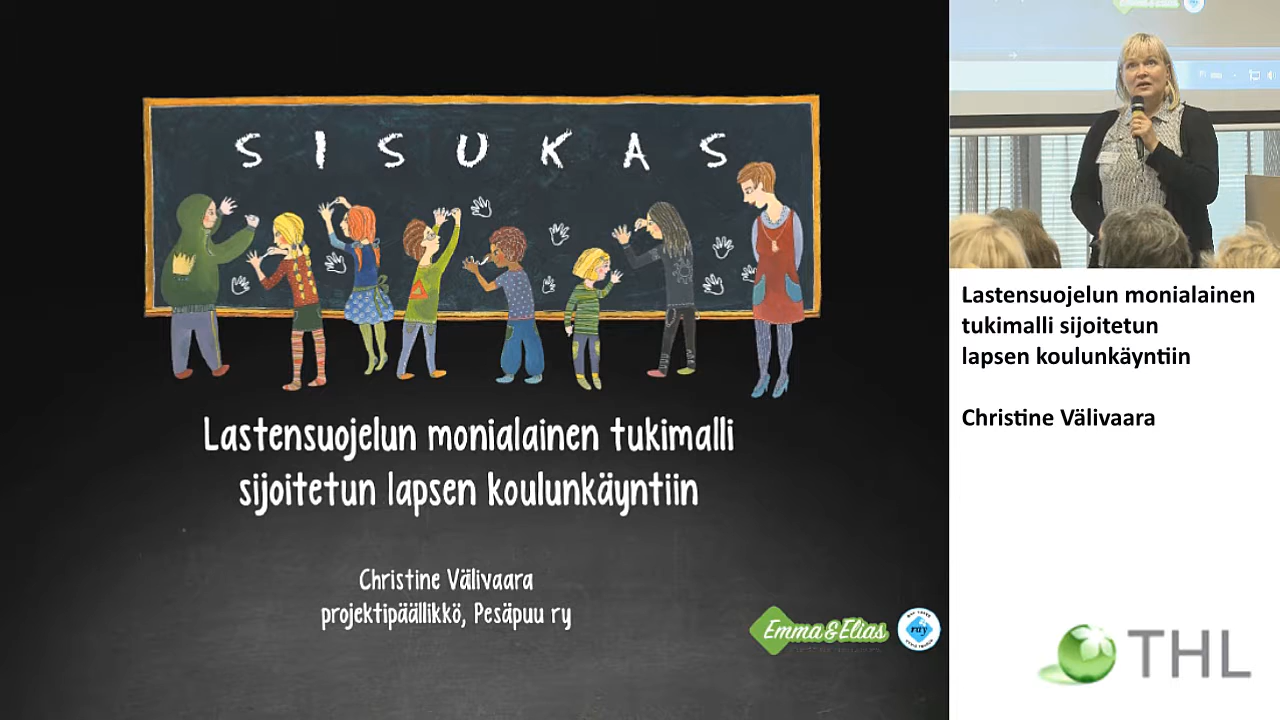 SISUKAS
Lastensuojelun monialainen tukimalli
sijoitetun lapsen koulunkäyntiin
Christine Välivaara
projektipäällikkö, Pesäpuu ry
Emma & Elias
ray
Lastensuojelun monialainen
tukimalli sijoitetun
lapsen koulunkäyntiin
Christine Välivaara
THL